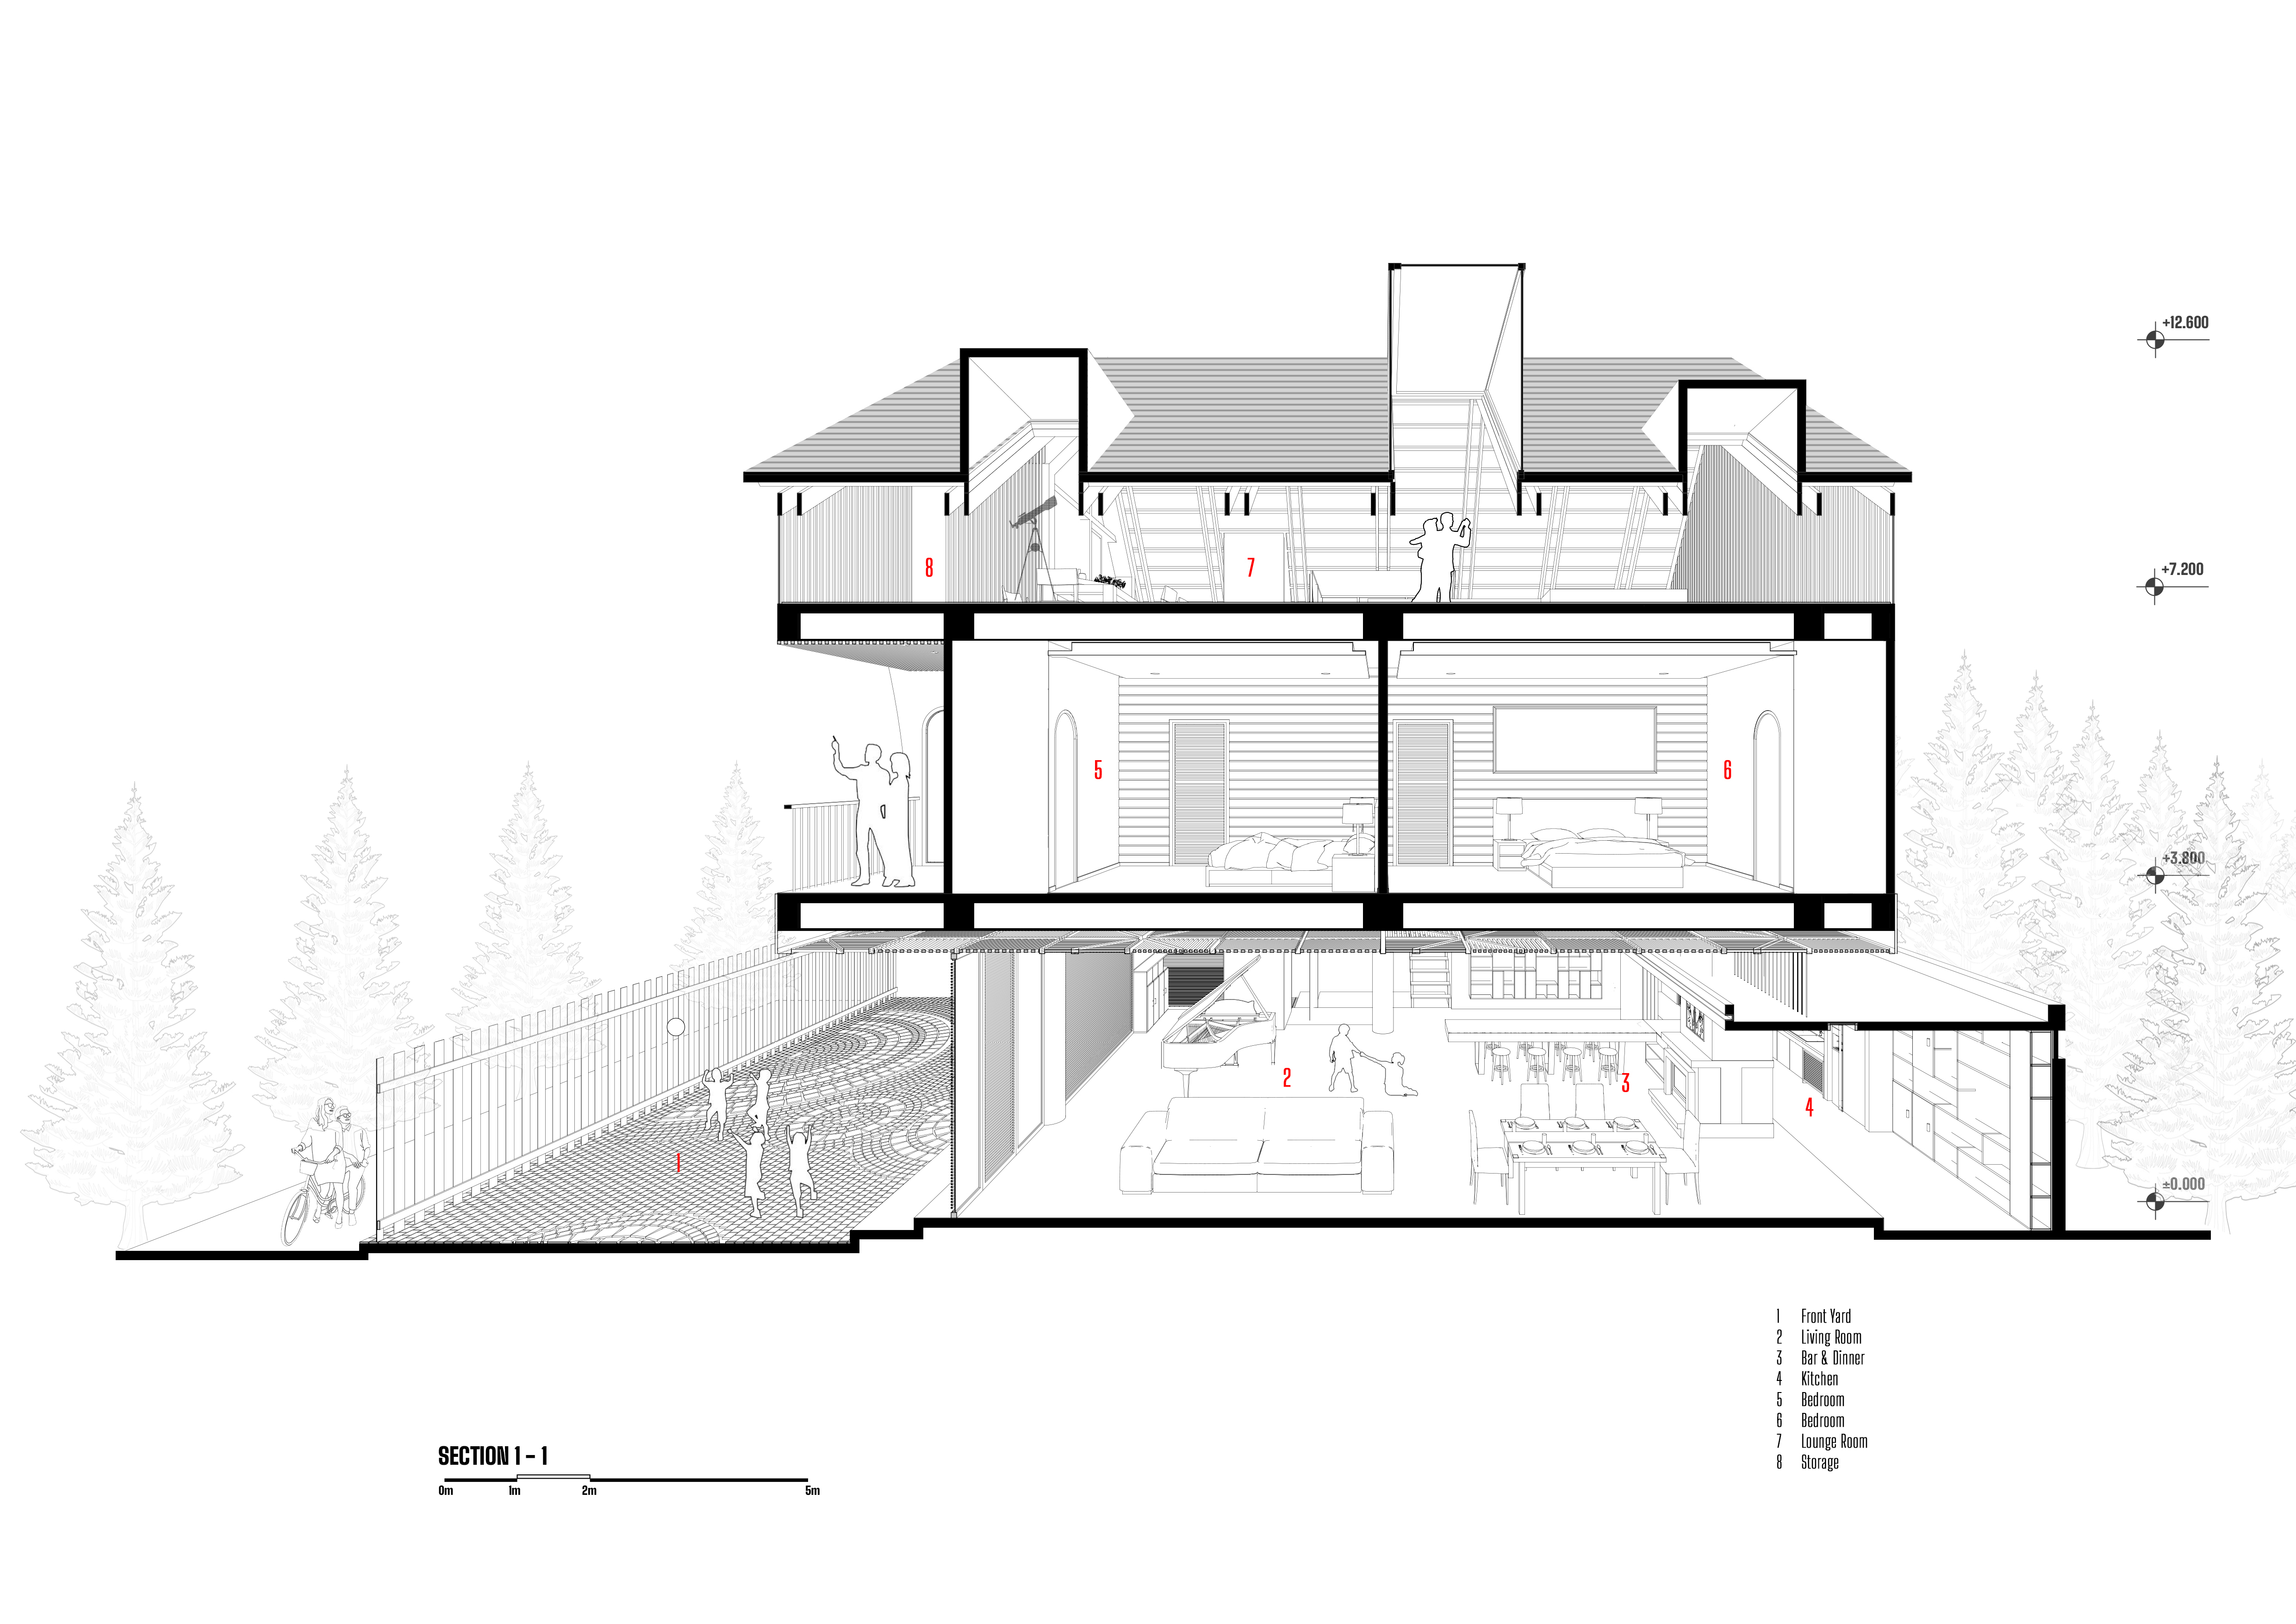 +12.600
+7.200
8
7
5
6
+3.800
2
3
4
1
±0.000
1 Front Yard
2 Living Room
3 Bar & Dinner
4 Kitchen
5 Bedroom
6 Bedroom
7 Lounge Room
8 Storage
SECTION 1 - 1
0m 1m 2m 5m